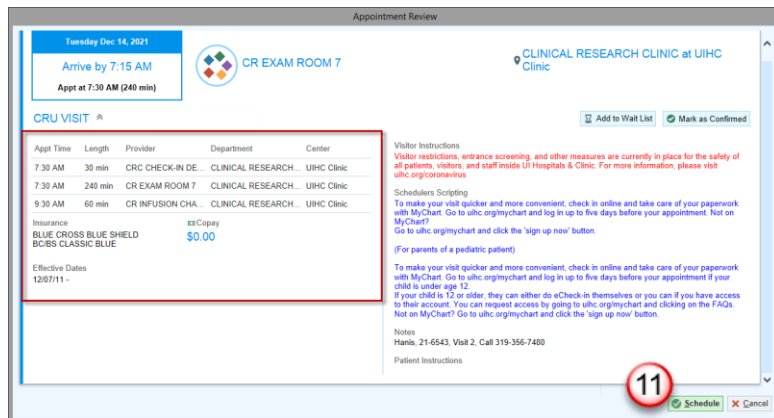 Appointment Review
Tuesday Dec 14, 2021
Arrive by 7:15 AM
Appt at 7:30 AM (240 min)
CR EXAM ROOM 7
CLINICAL RESEARCH CLINIC at UIHC
Clinic
CRU VISIT
Add to Wait List
Mark as Confirmed
Appt Time Length Provider Department Center
7:30 AM 30 min CRC CHECK-IN DE... CLINICAL RESEARCH... UIHC Clinic
7:30 AM 240 min CR EXAM ROOM 7 CLINICAL RESEARCH... UIHC Clinic
9:30 AM 60 min CR INFUSION CHA... CLINICAL RESEARCH... UIHC Clinic
Insurance
BLUE CROSS BLUE SHIELD
BC/BS CLASSIC BLUE
Copay
$0.00
Effective Dates
12/07/11 -
Visitor Instructions
Visitor restrictions, entrance screening, and other measures are currently in place for the safety of
all patients, visitors, and staff inside UI Hospitals & Clinic. For more information, please visit
uihc.org/coronavirus
Schedulers Scripting
To make your visit quicker and more convenient, check in online and take care of your paperwork
with MyChart. Go to uihc.org/mychart and log in up to five days before your appointment. Not on
MyChart?
Go to uihc.org/mychart and click the 'sign up now' button.
(For parents of a pediatric patient)
To make your visit quicker and more convenient, check in online and take care of your paperwork
with MyChart. Go to uihc.org/mychart and log in up to five days before your appointment if your
child is under age 12.
If your child is 12 or older, they can either do eCheck-in themselves or you can if you have access
to their account. You can request access by going to uihc.org/mychart and clicking on the FAQs.
Not on MyChart? Go to uihc.org/mychart and click the 'sign up now' button.
Notes
Hanis, 21-6543, Visit 2, Call 319-356-7480
Patient Instructions
11
Schedule
Cancel